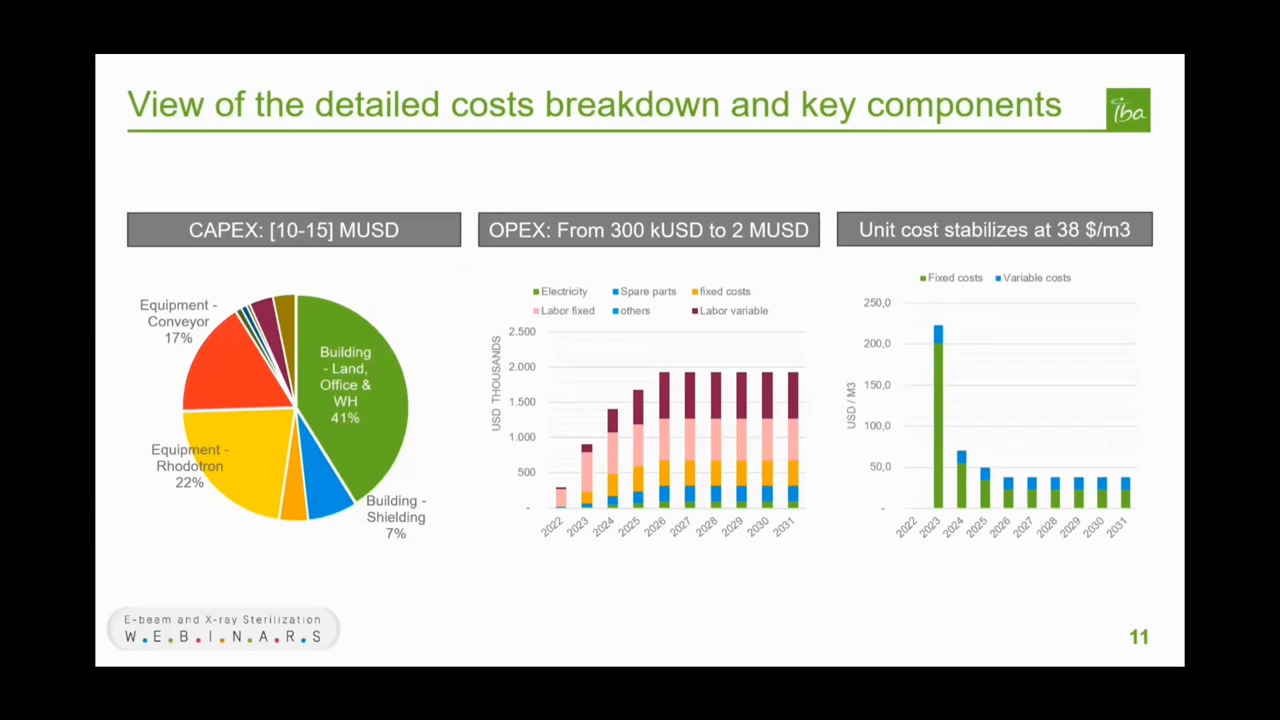 View of the detailed costs breakdown and key components
iba
CAPEX: [10-15] MUSD
Equipment -
Conveyor
17%
Building
- Land,
Office &
WH
41%
Equipment -
Rhodotron
22%
Building -
Shielding
7%
OPEX: From 300 kUSD to 2 MUSD
Electricity Spare parts fixed costs
Labor fixed others Labor variable
USD THOUSANDS
2.500
2.000
1.500
1.000
500
-
2022 2023 2024 2025 2026 2027 2028 2029 2030 2031
Unit cost stabilizes at 38 $/m3
Fixed costs Variable costs
USD / M3
250,0
200,0
150,0
100,0
50,0
-
2022 2023 2024 2025 2026 2027 2028 2029 2030 2031
E-beam and X-ray Sterilization
W.E.B.I.N.A.R.S
11